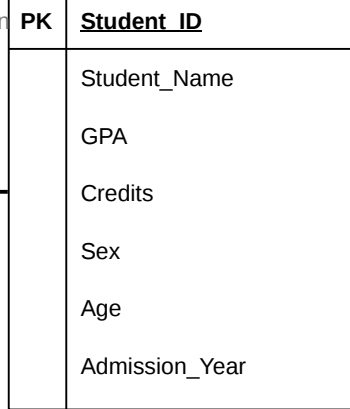 PK Student_ID
Student_Name
GPA
Credits
Sex
Age
Admission_Year